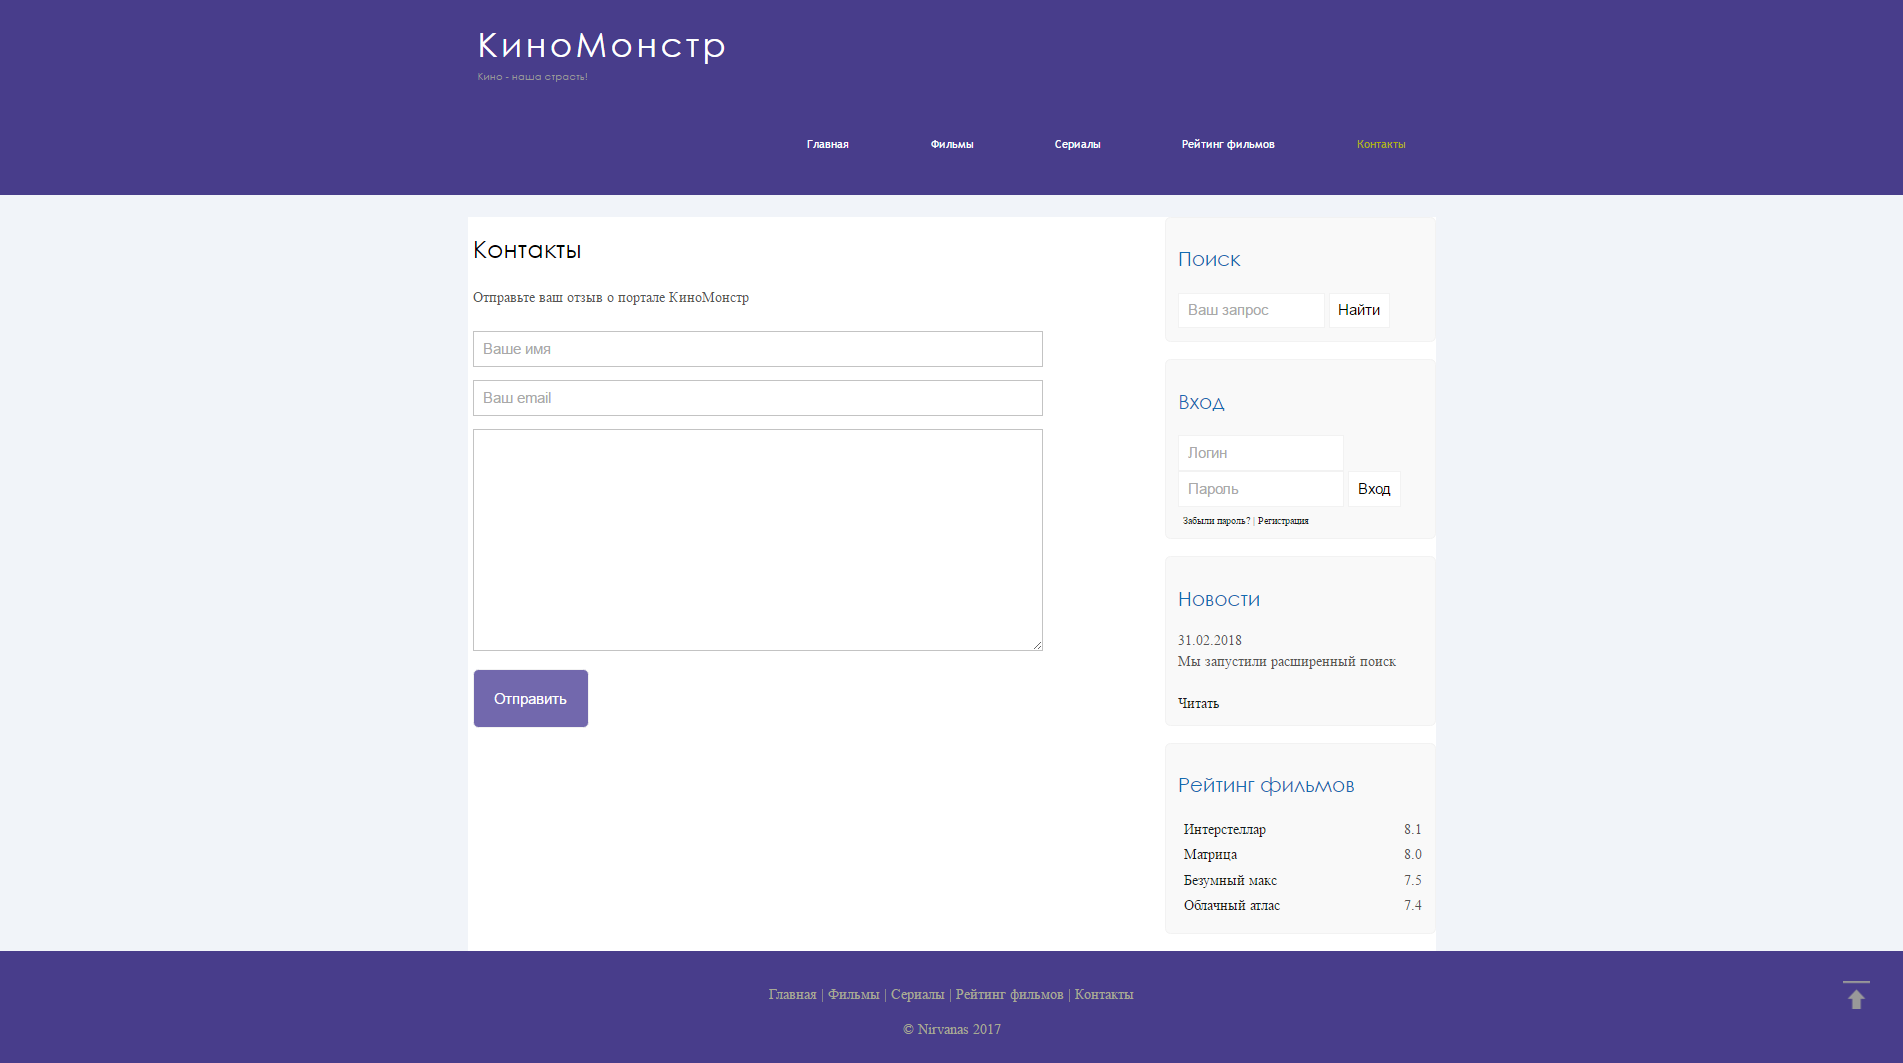 КиноМонстр
Кино - наша страсть!
Главная Фильмы Сериалы Рейтинг фильмов Контакты
Контакты
Отправьте ваш отзыв о портале КиноМонстр
Ваше имя
Ваш email
Отправить
Поиск
Ваш запрос Найти
Вход
Логин
Пароль Вход
Забыли пароль? | Регистрация
Новости
31.02.2018
Мы запустили расширенный поиск
Читать
Рейтинг фильмов
Интерстеллар 8.1
Матрица 8.0
Безумный макс 7.5
Облачный атлас 7.4
Главная | Фильмы | Сериалы | Рейтинг фильмов | Контакты
© Nirvanas 2017